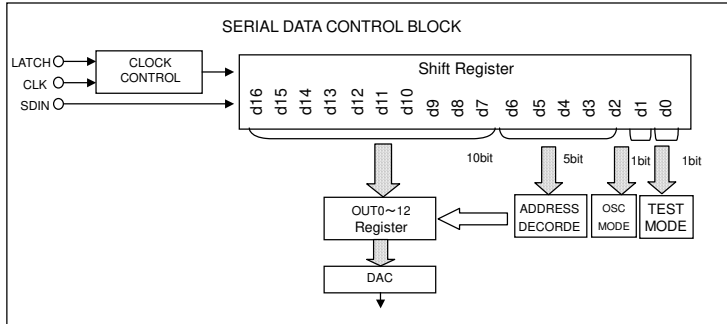 SERIAL DATA CONTROL BLOCK
LATCH
CLK
SDIN
CLOCK
CONTROL
Shift Register
d16 d15 d14 d13 d12 d11 d10 d9 d8 d7 d6 d5 d4 d3 d2 d1 d0
10bit 5bit 1bit 1bit
OUT0～12
Register
ADDRESS
DECORDE
OSC
MODE
TEST
MODE
DAC